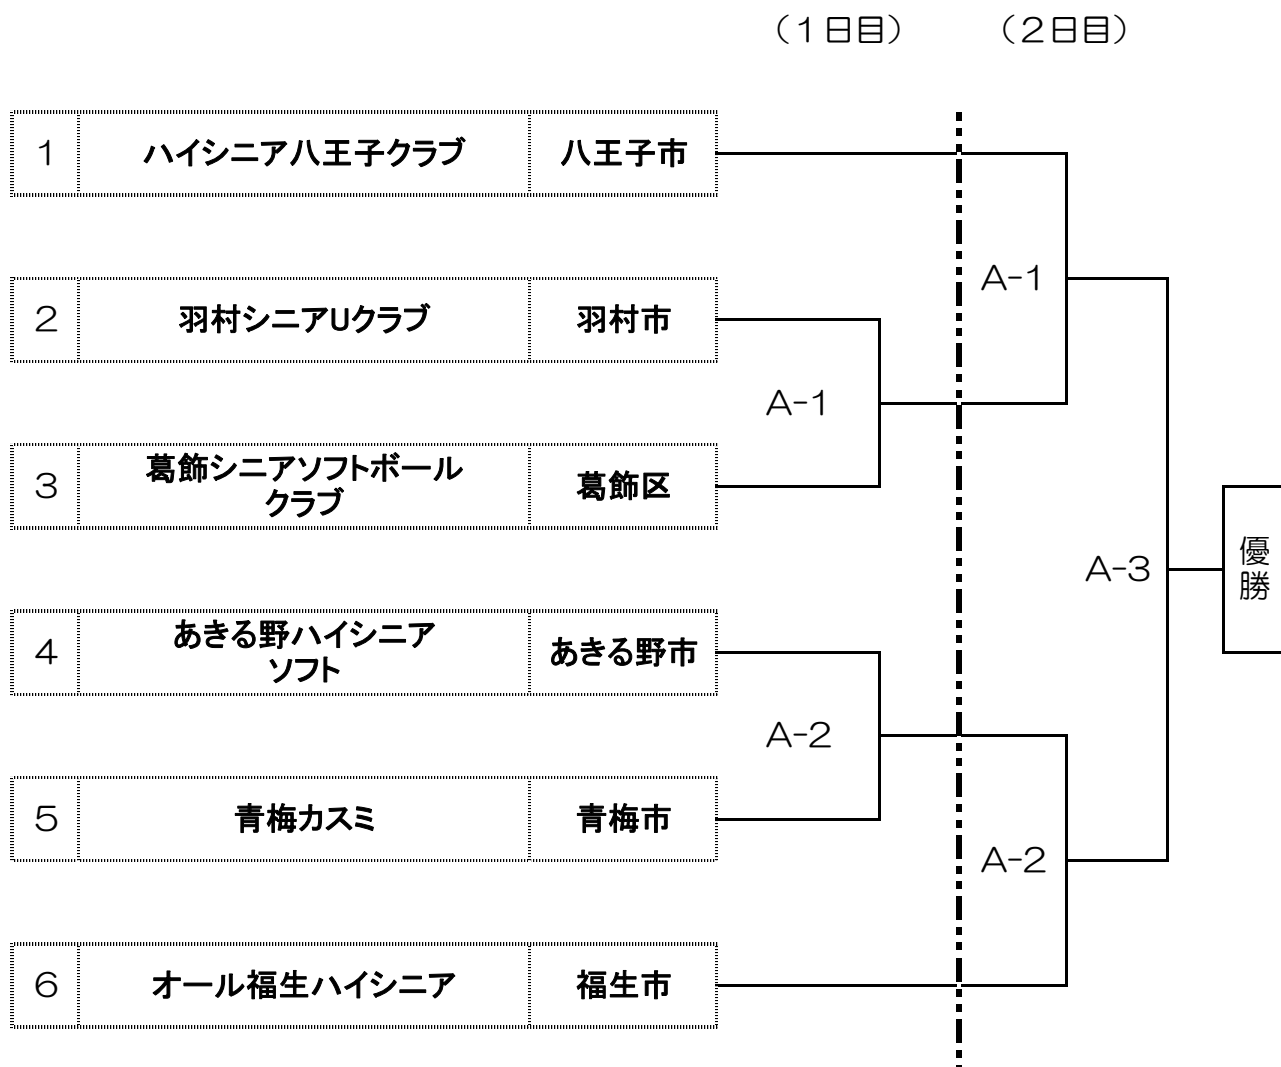 （１日目）
（２日目）
1
ハイシニア八王子クラブ
八王子市
A-1
2
羽村シニアUクラブ
羽村市
A-1
3
葛飾シニアソフトボール
クラブ
葛飾区
A-3
優
勝
4
あきる野ハイシニア
ソフト
あきる野市
A-2
5
青梅カスミ
青梅市
A-2
6
オール福生ハイシニア
福生市